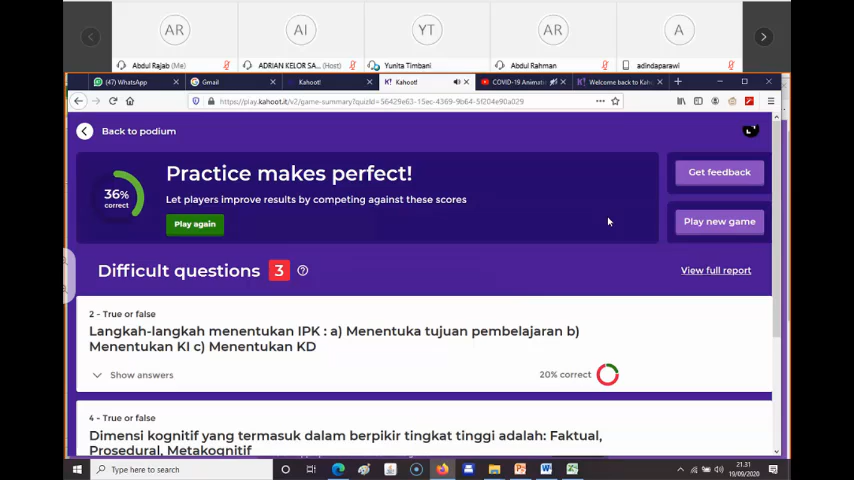 AR
AI
YT
AR
A
Abdul Rajab (Me)
ADRIAN KELOR SA... (Host)
Yunita Timbani
Abdul Rahman
adindaparawi
(47) WhatsApp
Gmail
Kahoot!
Kahoot!
COVID-19 Animat
Welcome back to Kah
https://play.kahoot.it/v2/game-summary?quizId=56429e63-15ec-4369-9b64-5f204e90a029
Back to podium
36%
correct
Practice makes perfect!
Let players improve results by competing against these scores
Play again
Get feedback
Play new game
Difficult questions 3
View full report
2 - True or false
Langkah-langkah menentukan IPK : a) Menentuka tujuan pembelajaran b)
Menentukan KI c) Menentukan KD
Show answers
20% correct
4 - True or false
Dimensi kognitif yang termasuk dalam berpikir tingkat tinggi adalah: Faktual,
Prosedural, Metakognitif
Type here to search
21.31
19/09/2020